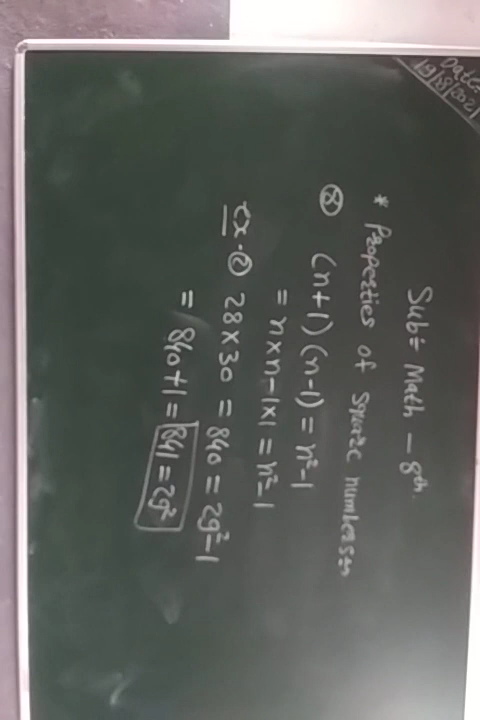 Date:
Sub:- Math - 8th.
* Properties of square numbers:-
⑧ (n+1)(n-1) = n²-1
= n×n-1×1 = n²-1
ex.② 28×30 = 840 = 29²-1
= 840+1 = 841 = 29²